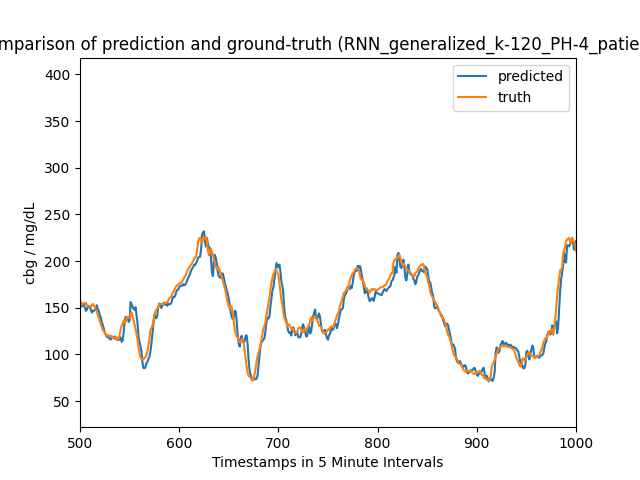 mparison of prediction and ground-truth (RNN_generalized_k-120_PH-4_patie
predicted
truth
400
350
300
250
200
150
100
50
cbg / mg/dL
500 600 700 800 900 1000
Timestamps in 5 Minute Intervals